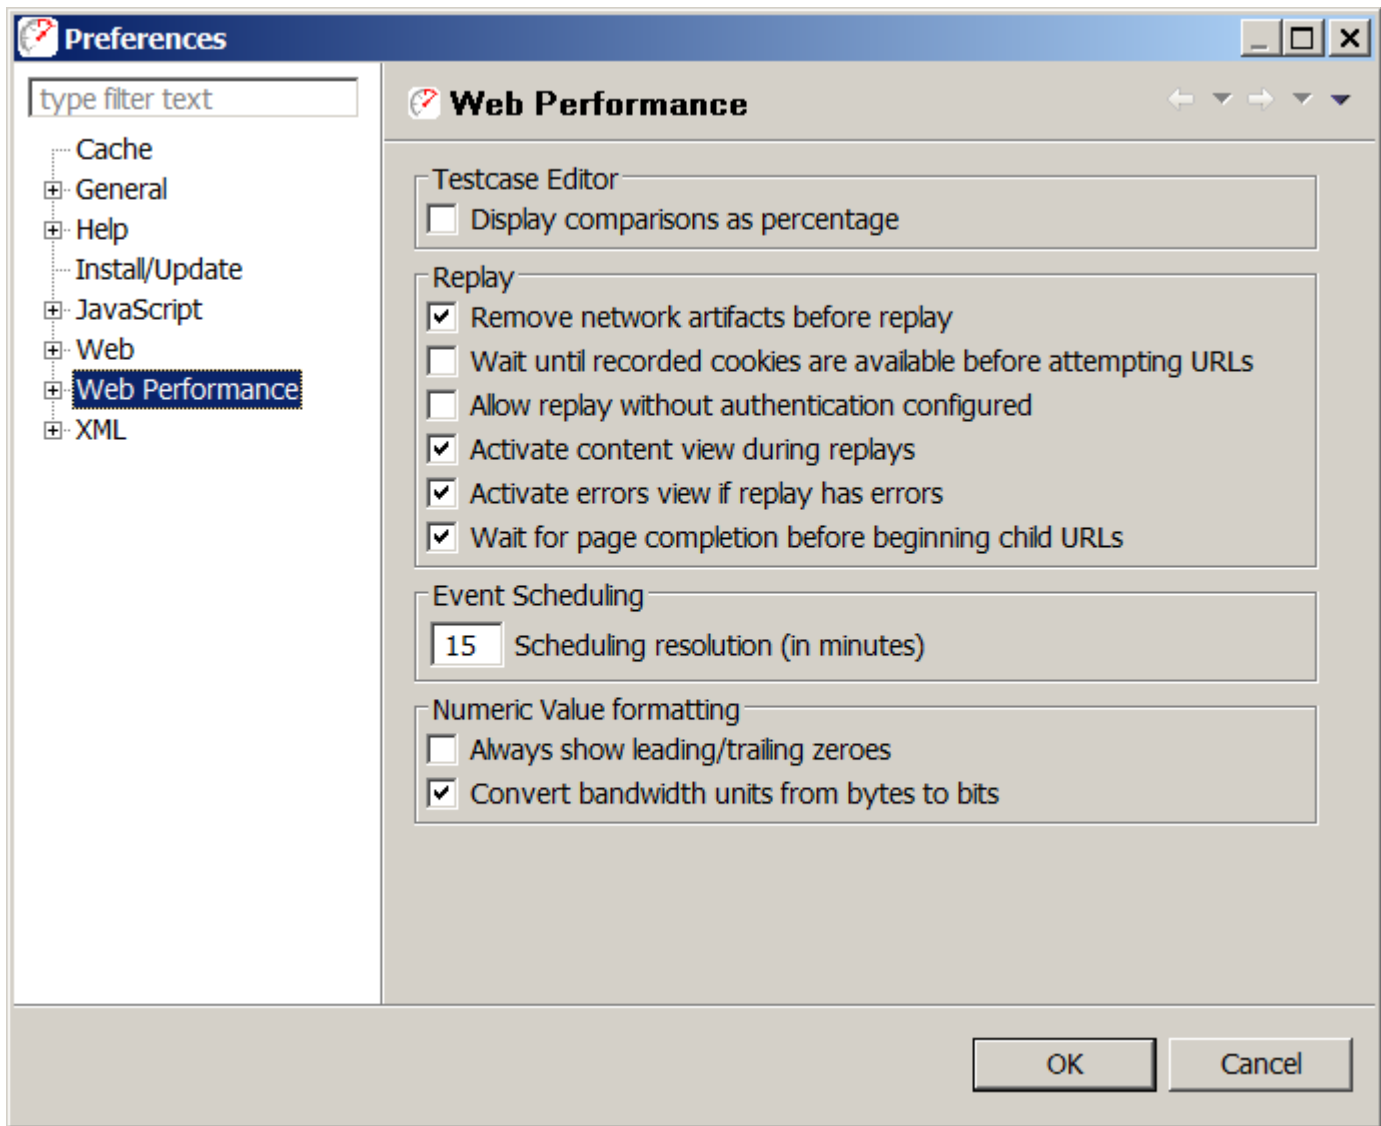 Preferences
type filter text
Cache
General
Help
Install/Update
JavaScript
Web
Web Performance
XML
Web Performance
Testcase Editor
Display comparisons as percentage
Replay
Remove network artifacts before replay
Wait until recorded cookies are available before attempting URLs
Allow replay without authentication configured
Activate content view during replays
Activate errors view if replay has errors
Wait for page completion before beginning child URLs
Event Scheduling
15 Scheduling resolution (in minutes)
Numeric Value formatting
Always show leading/trailing zeroes
Convert bandwidth units from bytes to bits
OK Cancel